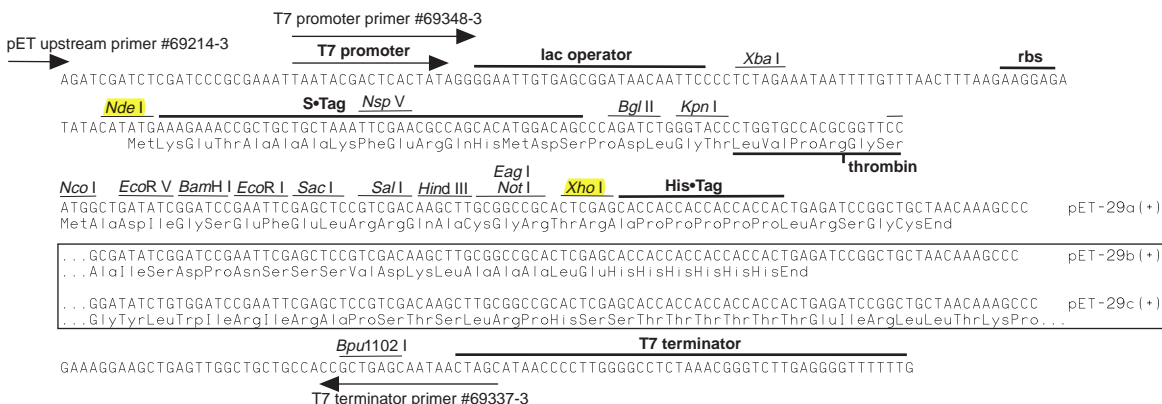 T7 promoter primer #69348-3
pET upstream primer #69214-3
T7 promoter
lac operator
Xba I
rbs
AGATCGATCTCGATCCCGCGAAATTAATACGACTCACTATAGGGGAATTGTGAGCGGATAACAATTCCCCTCTAGAAATAATTTTGTTTAACTTTAAGAAGGAGA
Nde I
S•Tag
Nsp V
Bgl II
Kpn I
TATACATATGAAAGAAACCGCTGCTGCTAAATTCGAACGCCAGCACATGGACAGCCCAGATCTGGGTACCCTGGTGCCACGCGGTTCC
MetLysGluThrAlaAlaAlaLysPheGluArgGlnHisMetAspSerProAspLeuGlyThrLeuValProArgGlySer
thrombin
Nco I
EcoR V
BamH I
EcoR I
Sac I
Sal I
Hind III
Eag I
Not I
Xho I
His•Tag
ATGGCTGATATCGGATCCGAATTCGAGCTCCGTCGACAAGCTTGCGGCCGCACTCGAGCACCACCACCACCACCACTGAGATCCGGCTGCTAACAAAGCCC pET-29a(+)
MetAlaAspIleGlySerGluPheGluLeuArgArgGlnAlaCysGlyArgThrArgAlaProProProProProLeuArgSerGlyCysEnd
...GCGATATCGGATCCGAATTCGAGCTCCGTCGACAAGCTTGCGGCCGCACTCGAGCACCACCACCACCACCACTGAGATCCGGCTGCTAACAAAGCCC pET-29b(+)
...AlaIleSerAspProAsnSerSerSerValAspLysLeuAlaAlaAlaLeuGluHisHisHisHisHisHisEnd
...GGATATCTGTGGATCCGAATTCGAGCTCCGTCGACAAGCTTGCGGCCGCACTCGAGCACCACCACCACCACCACTGAGATCCGGCTGCTAACAAAGCCC pET-29c(+)
...GlyTyrLeuTrpIleArgIleArgAlaProSerThrSerLeuArgProHisSerSerThrThrThrThrThrThrGluIleArgLeuLeuThrLysPro...
Bpu1102 I
T7 terminator
GAAAGGAAGCTGAGTTGGCTGCTGCCACCGCTGAGCAATAACTAGCATAACCCCTTGGGGCCTCTAAACGGGTCTTGAGGGGTTTTTTG
T7 terminator primer #69337-3